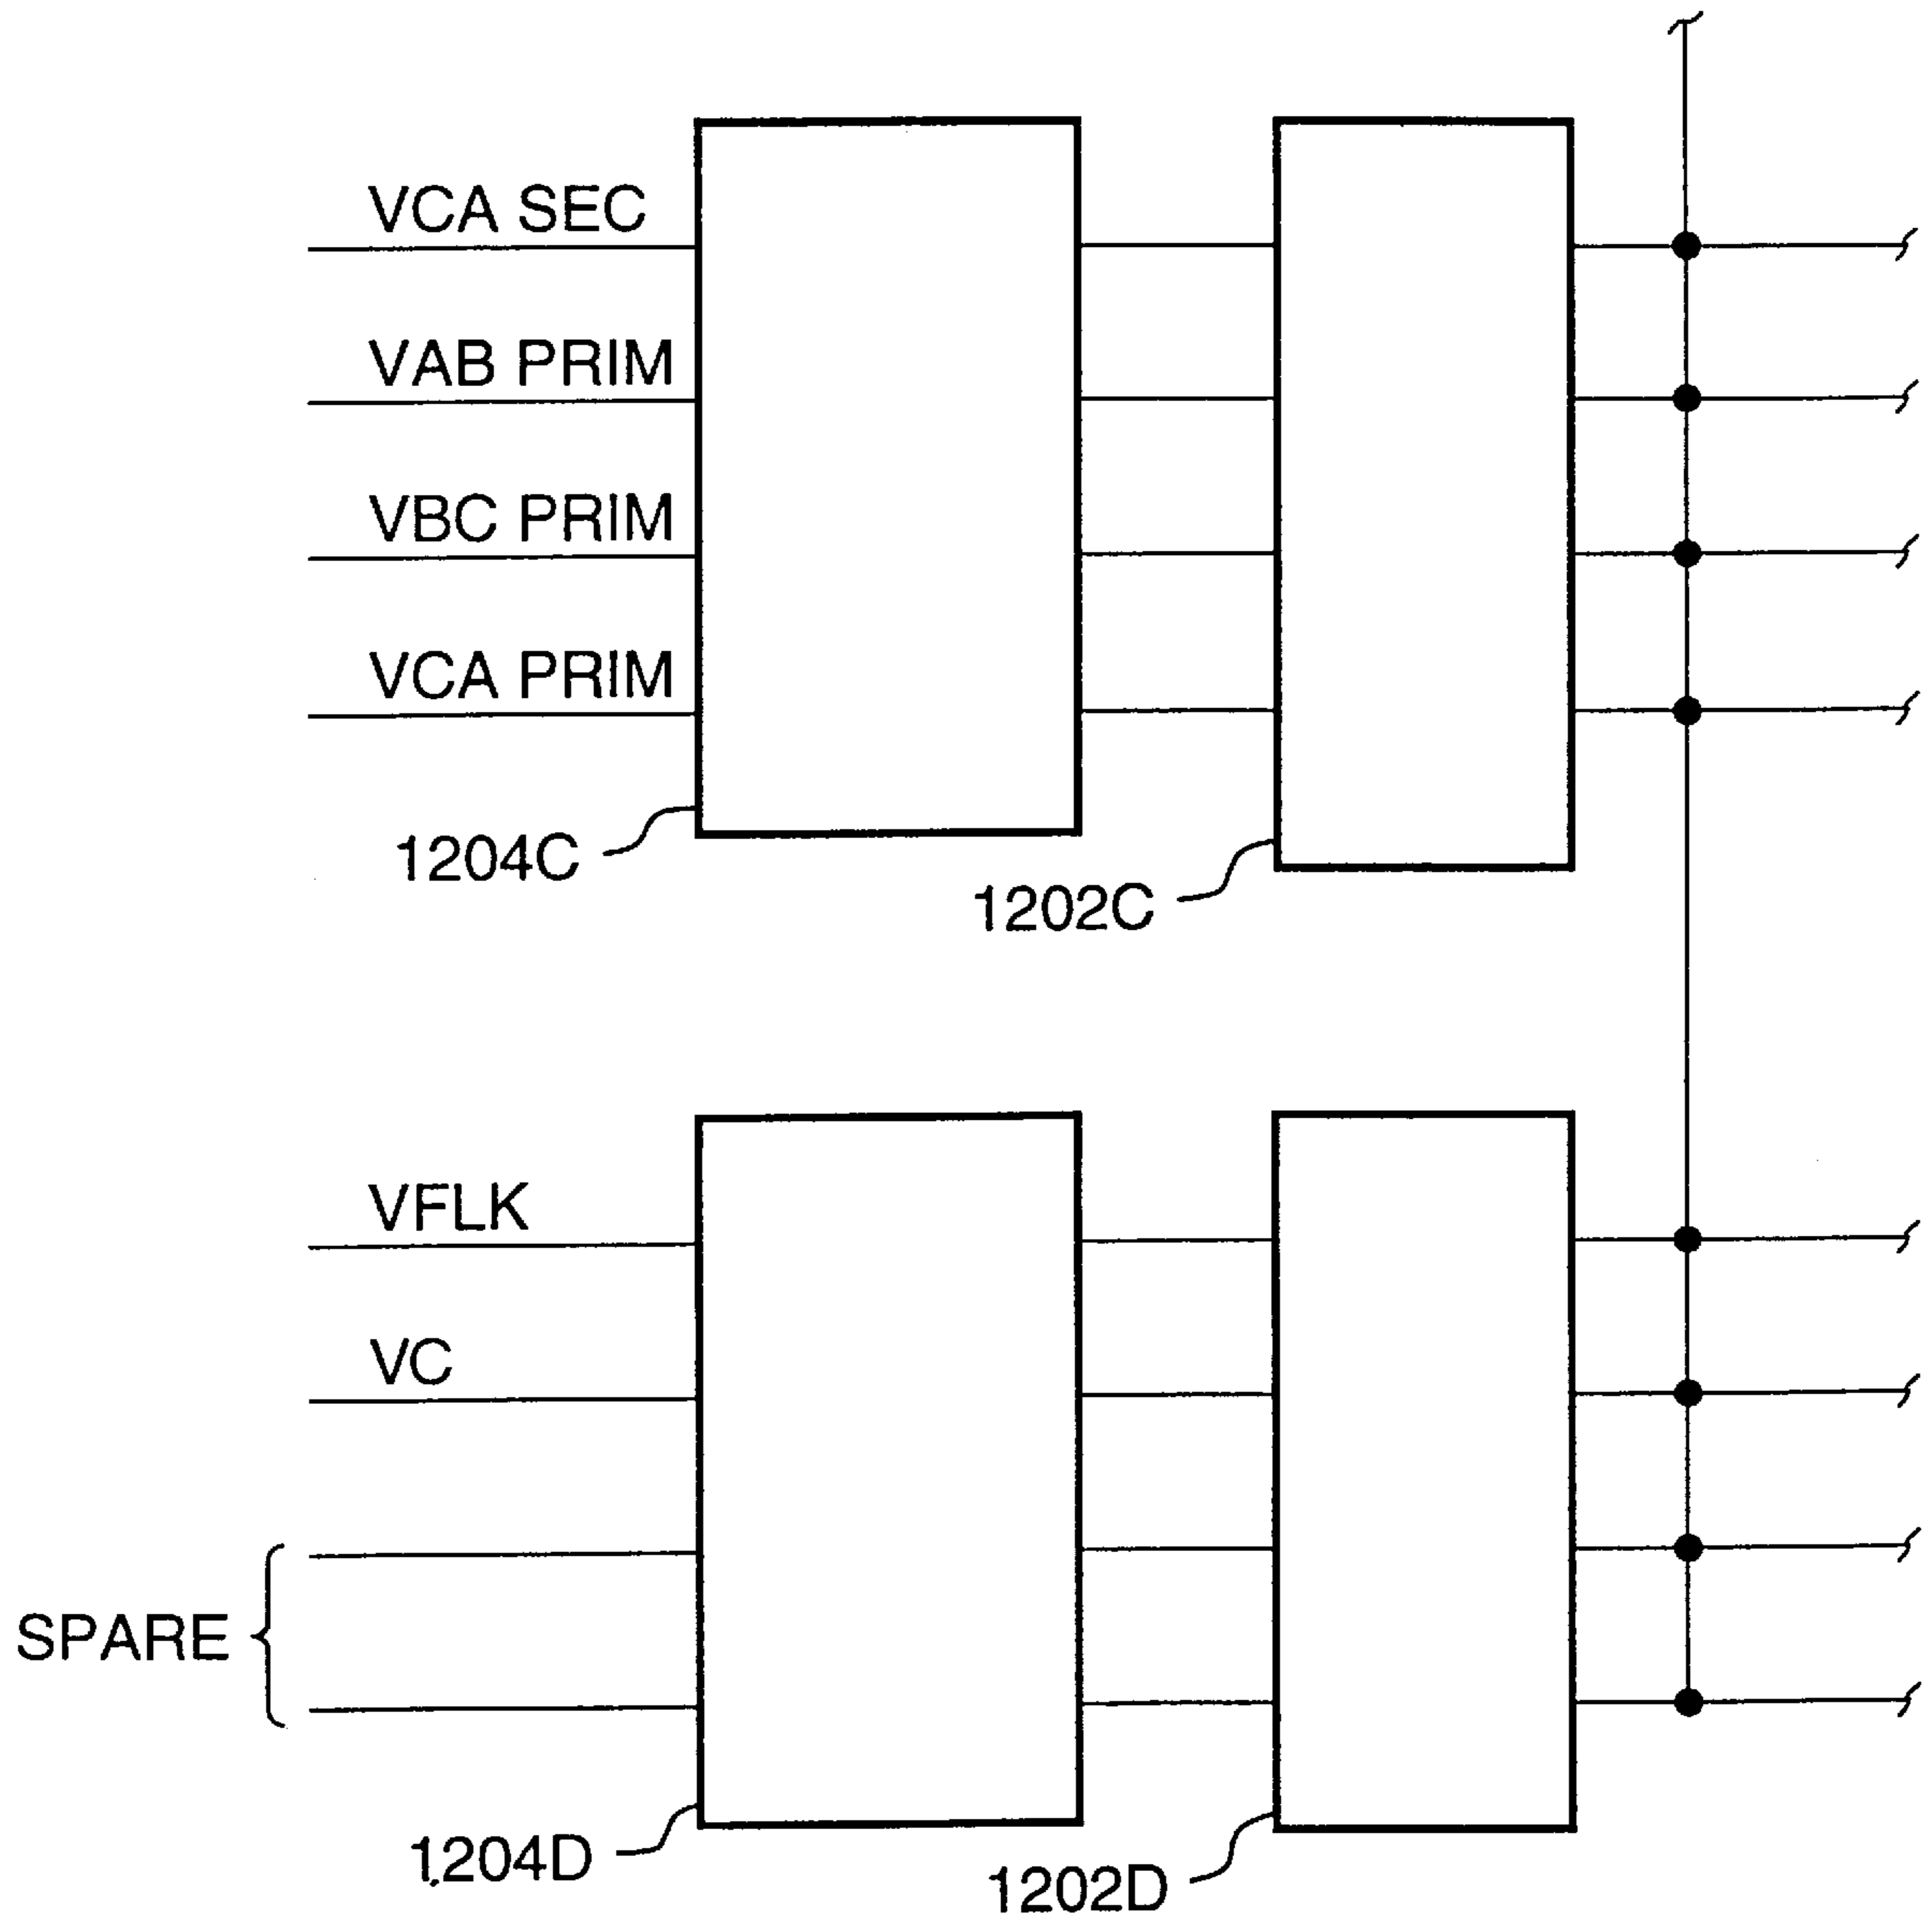 VCA SEC
VAB PRIM
VBC PRIM
VCA PRIM
1204C
1202C
VFLK
VC
SPARE
1204D
1202D